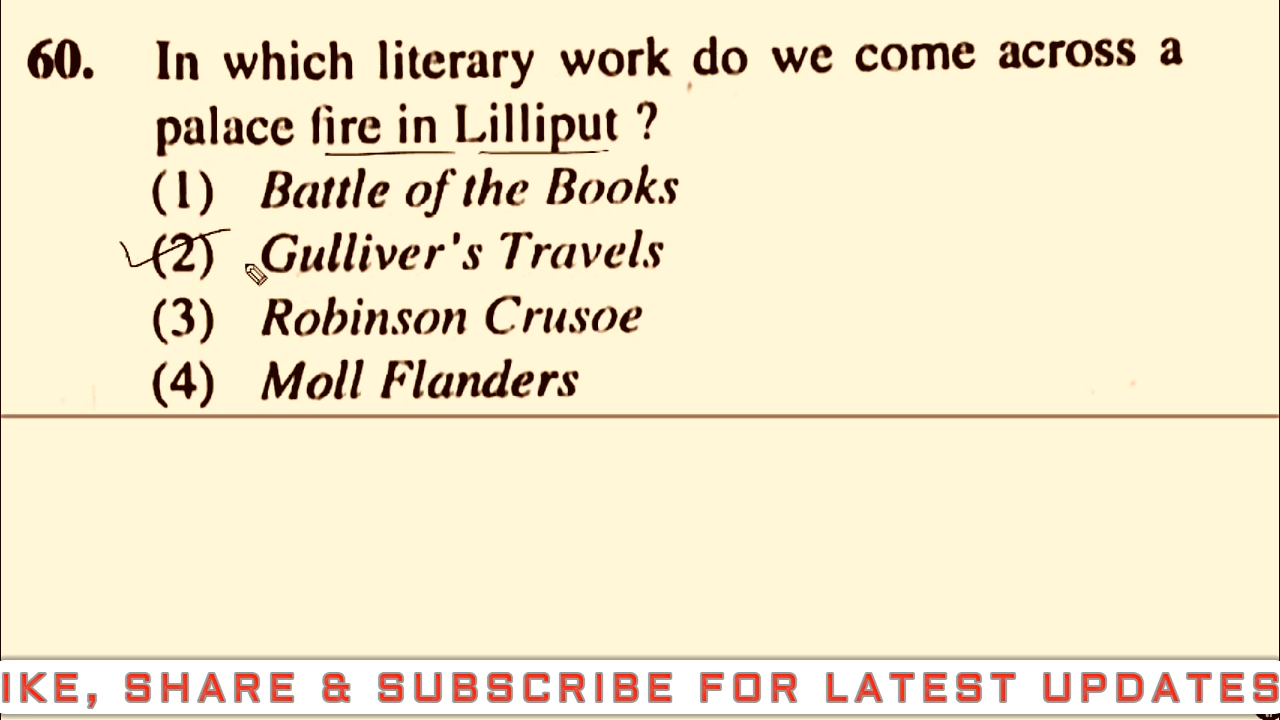 60. In which literary work do we come across a
palace fire in Lilliput ?
(1) Battle of the Books
(2) Gulliver's Travels
(3) Robinson Crusoe
(4) Moll Flanders
IKE, SHARE & SUBSCRIBE FOR LATEST UPDATES